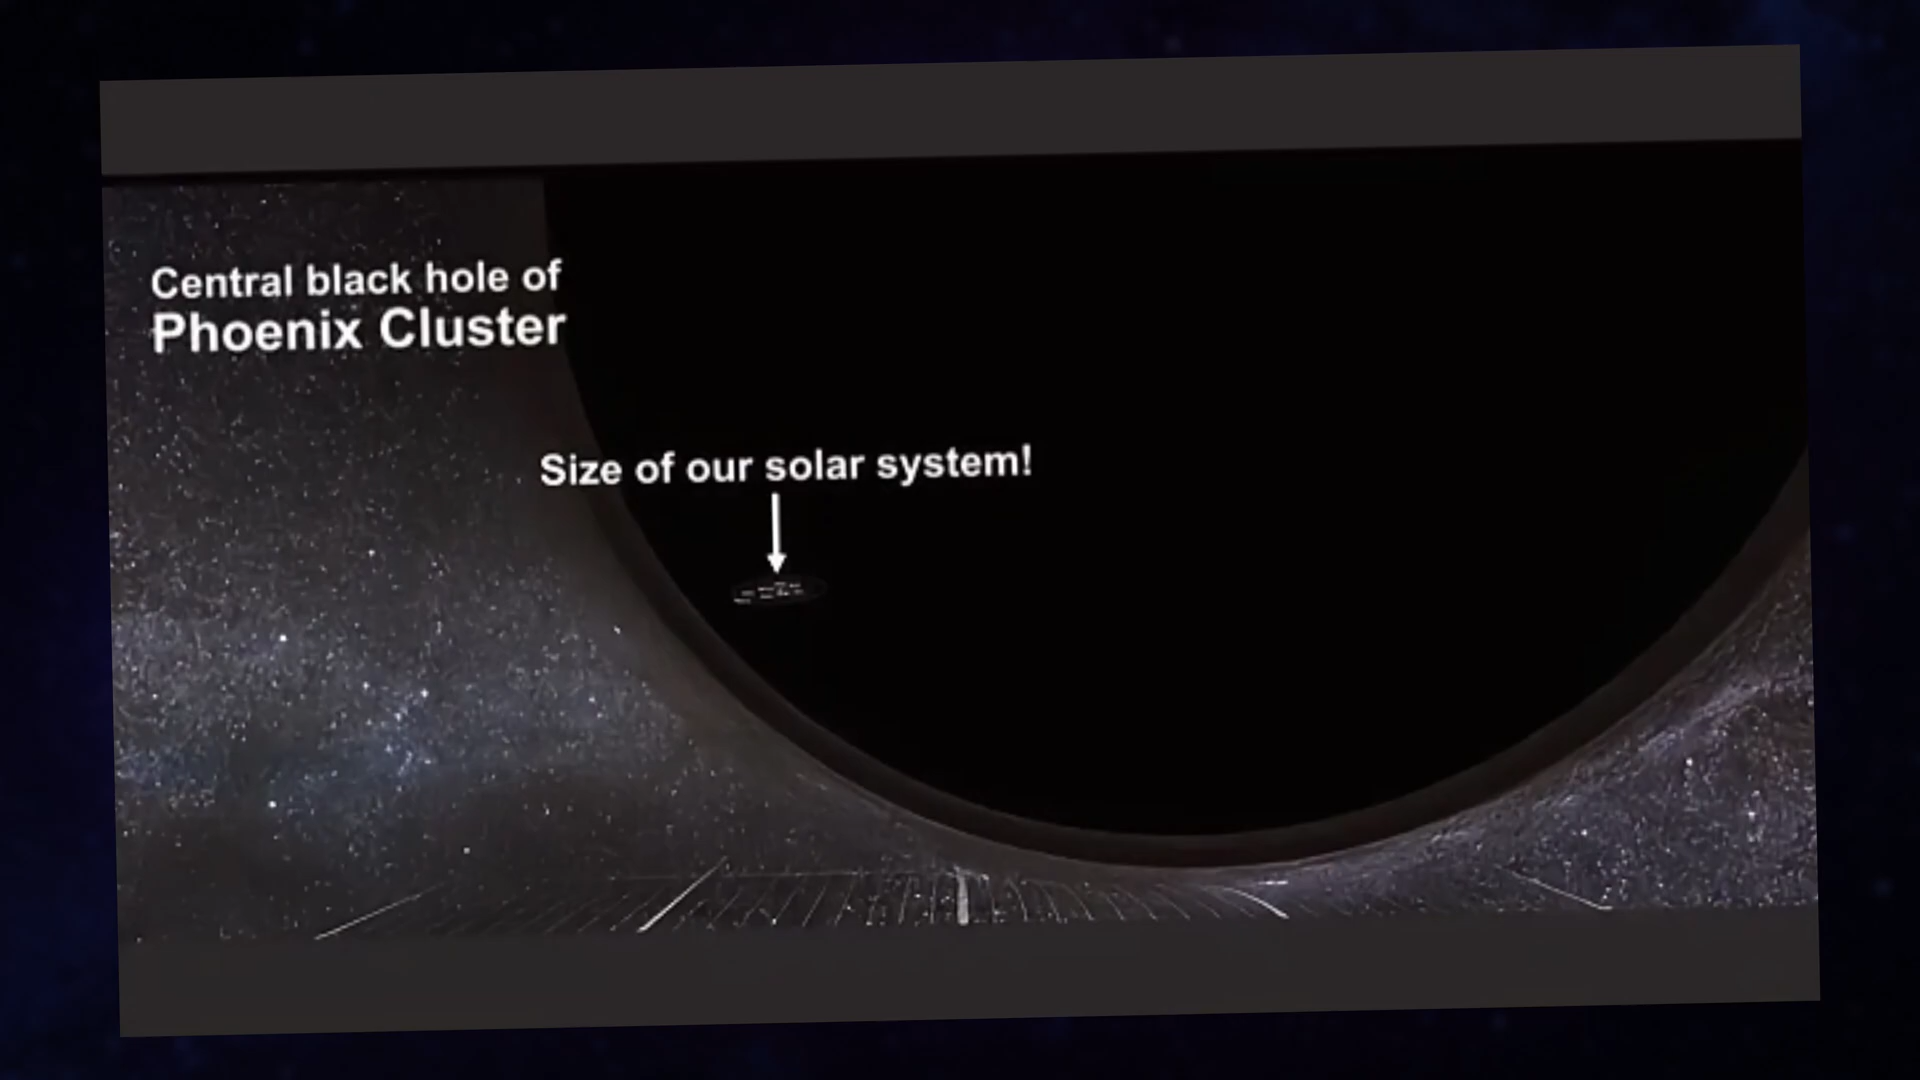 Central black hole of
Phoenix Cluster
Size of our solar system!